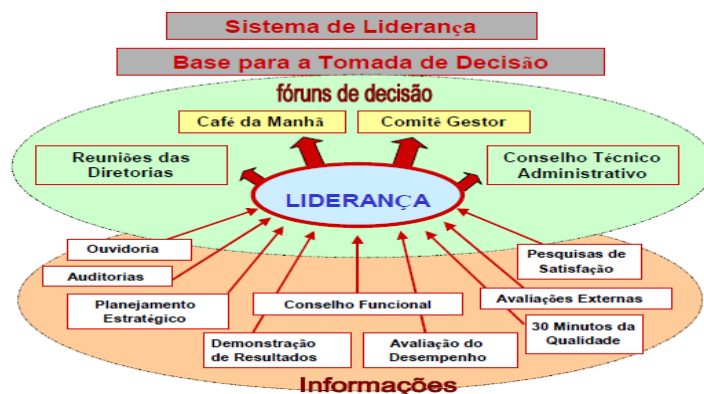 Sistema de Liderança
Base para a Tomada de Decisão
fóruns de decisão
Café da Manhã
Comitê Gestor
Reuniões das
Diretorias
Conselho Técnico
Administrativo
LIDERANÇA
Ouvidoria
Pesquisas de
Satisfação
Auditorias
Planejamento
Estratégico
Conselho Funcional
Avaliações Externas
Demonstração
de Resultados
Avaliação do
Desempenho
30 Minutos da
Qualidade
Informações